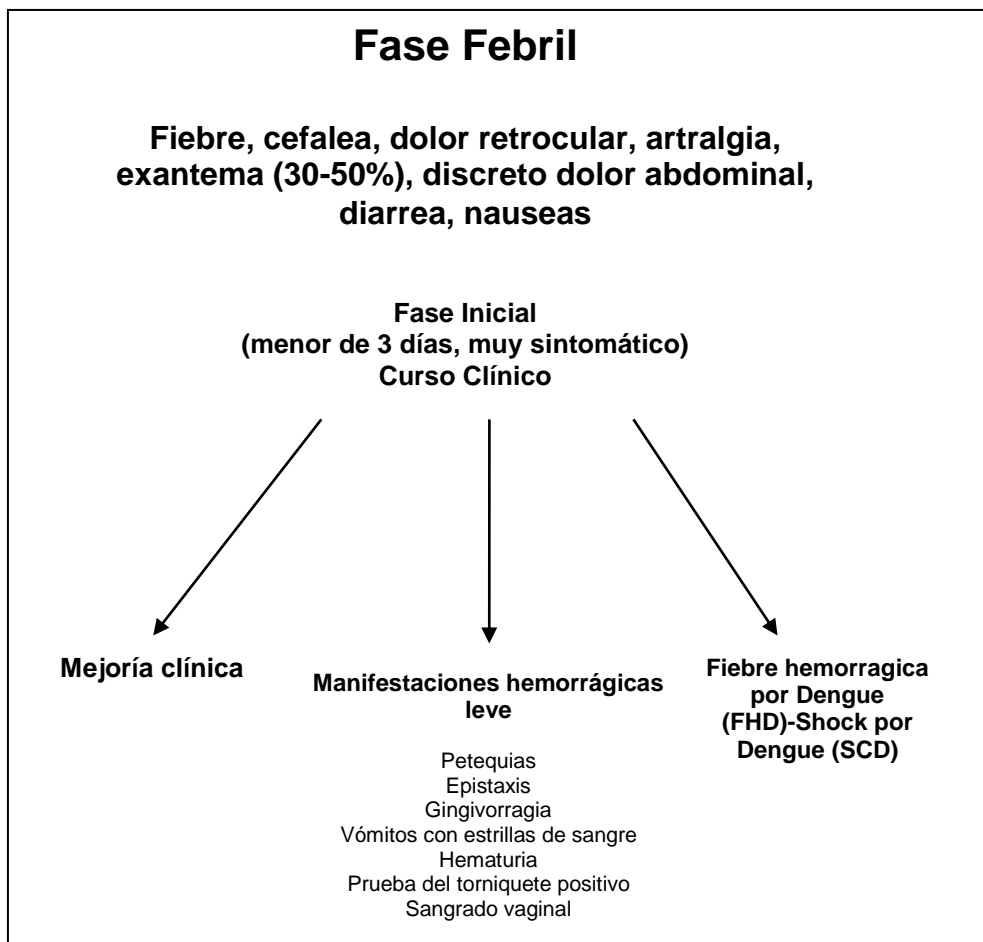 Fase Febril
Fiebre, cefalea, dolor retrocular, artralgia,
exantema (30-50%), discreto dolor abdominal,
diarrea, nauseas
Fase Inicial
(menor de 3 días, muy sintomático)
Curso Clínico
Mejoría clínica
Manifestaciones hemorrágicas
leve
Petequias
Epistaxis
Gingivorragia
Vómitos con estrillas de sangre
Hematuria
Prueba del torniquete positivo
Sangrado vaginal
Fiebre hemorragica
por Dengue
(FHD)-Shock por
Dengue (SCD)